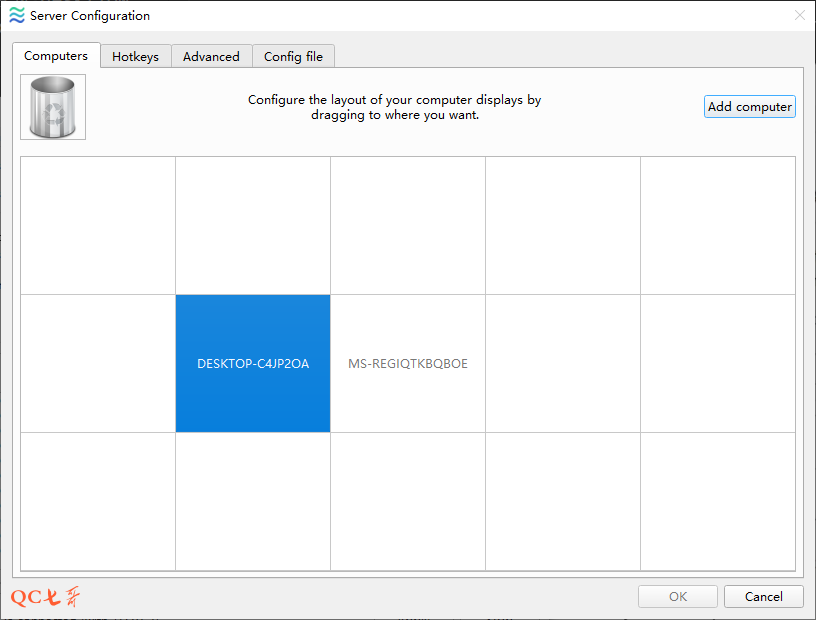 Server Configuration
Computers Hotkeys Advanced Config file
Configure the layout of your computer displays by
dragging to where you want.
Add computer
DESKTOP-C4JP2OA MS-REGIQTKBQBOE
QC七哥
OK Cancel